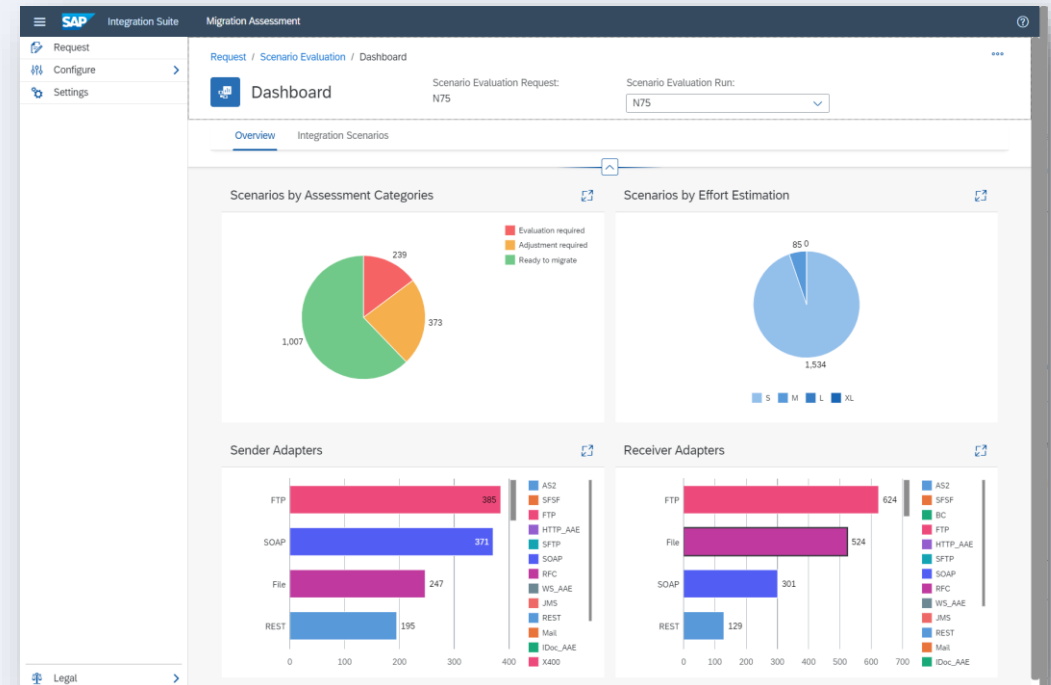 SAP Integration Suite Migration Assessment
Request
Configure
Settings
Request / Scenario Evaluation / Dashboard
Dashboard
Scenario Evaluation Request:
N75
Scenario Evaluation Run:
N75
Overview Integration Scenarios
Scenarios by Assessment Categories
Evaluation required
Adjustment required
Ready to migrate
239
373
1,007
Scenarios by Effort Estimation
85 0
1,534
S M L XL
Sender Adapters
FTP 385
SOAP 371
File 247
REST 195
0 100 200 300 400
AS2
SFSF
FTP
HTTP_AAE
SFTP
SOAP
RFC
WS_AAE
JMS
REST
Mail
IDoc_AAE
X400
Receiver Adapters
FTP 624
File 524
SOAP 301
REST 129
0 100 200 300 400 500 600 700
AS2
SFSF
BC
FTP
HTTP_AAE
SFTP
SOAP
RFC
WS_AAE
JMS
REST
Mail
IDoc_AAE
Legal